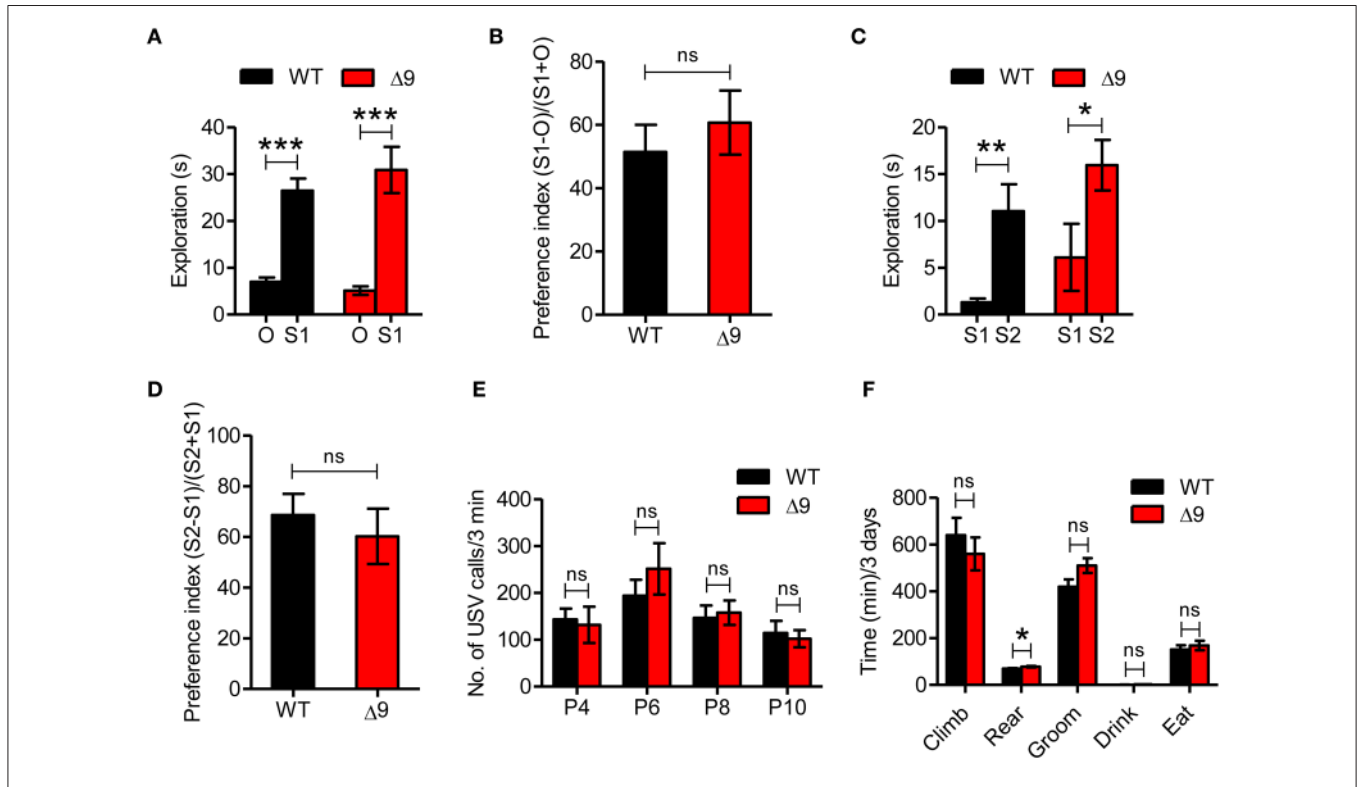 A
WT Δ9
***
***
Exploration (s)
40
30
20
10
0
O S1 O S1
B
ns
Preference index (S1-O)/(S1+O)
80
60
40
20
0
WT Δ9
C
WT Δ9
**
*
Exploration (s)
20
15
10
5
0
S1 S2 S1 S2
D
ns
Preference index (S2-S1)/(S2+S1)
100
80
60
40
20
0
WT Δ9
E
WT
Δ9
No. of USV calls/3 min
400
300
200
100
0
ns ns ns ns
P4 P6 P8 P10
F
WT
Δ9
Time (min)/3 days
800
600
400
200
0
ns * ns ns ns
Climb Rear Groom Drink Eat